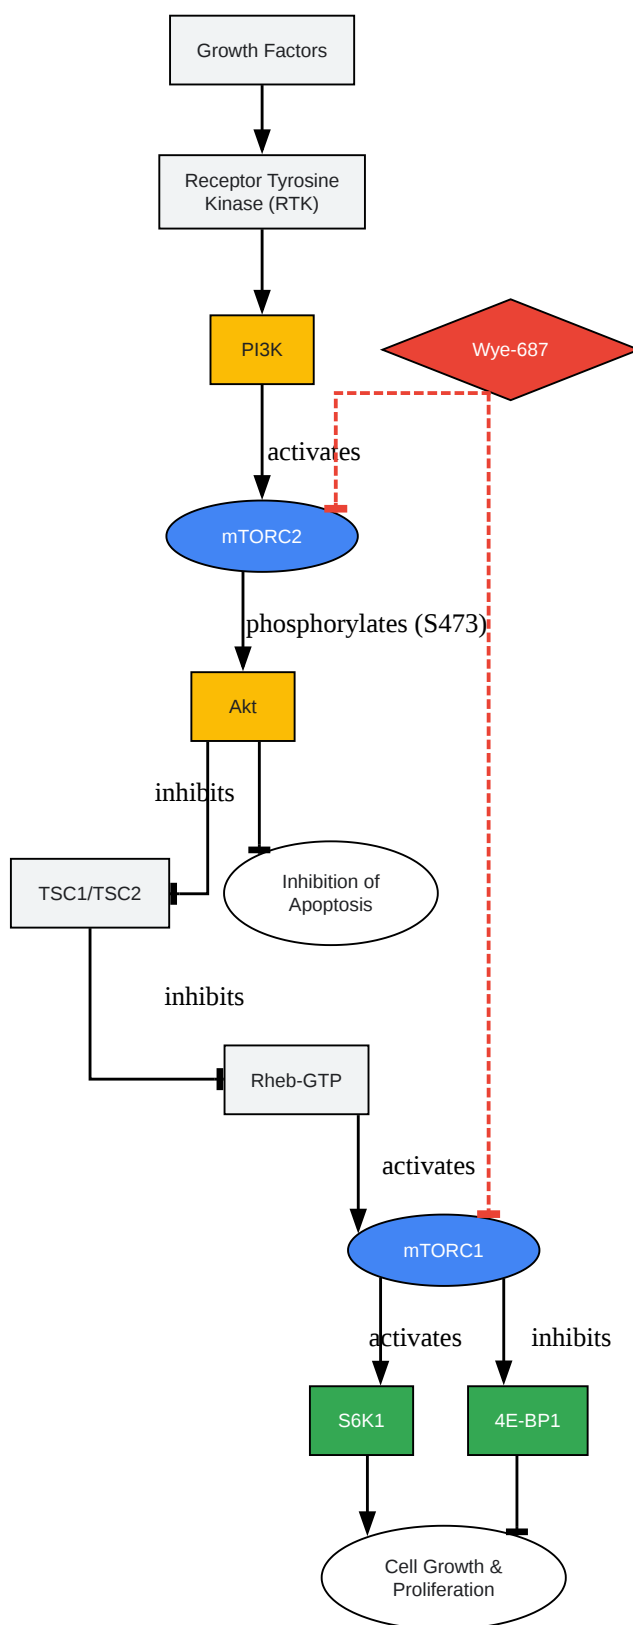 Growth Factors
Receptor Tyrosine
Kinase (RTK)
PI3K
Wye-687
activates
mTORC2
phosphorylates (S473)
Akt
inhibits
TSC1/TSC2
Inhibition of
Apoptosis
inhibits
Rheb-GTP
activates
mTORC1
activates
inhibits
S6K1
4E-BP1
Cell Growth &
Proliferation